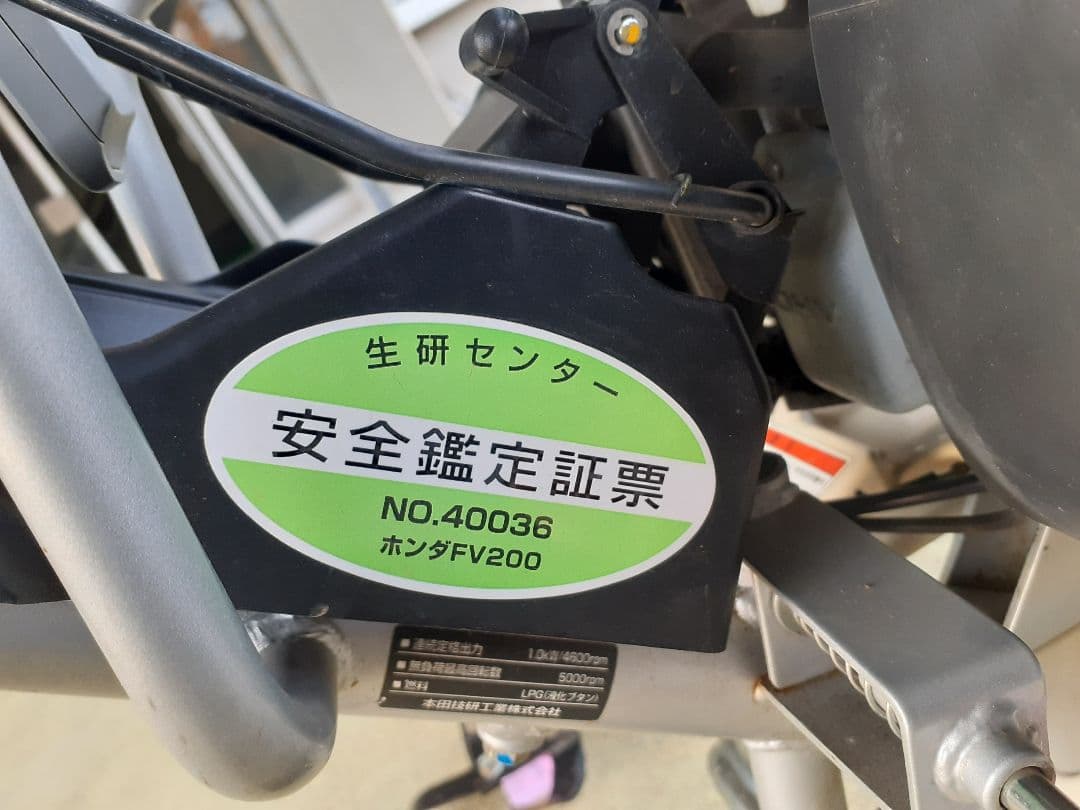 生研センター
安全鑑定証票
NO.40036
ホンダFV200
■ 連続定格出力 1.0kW/4600rpm
■ 無負荷最高回転数 5000rpm
■ 燃料 LPG(液化ブタン)
本田技研工業株式会社